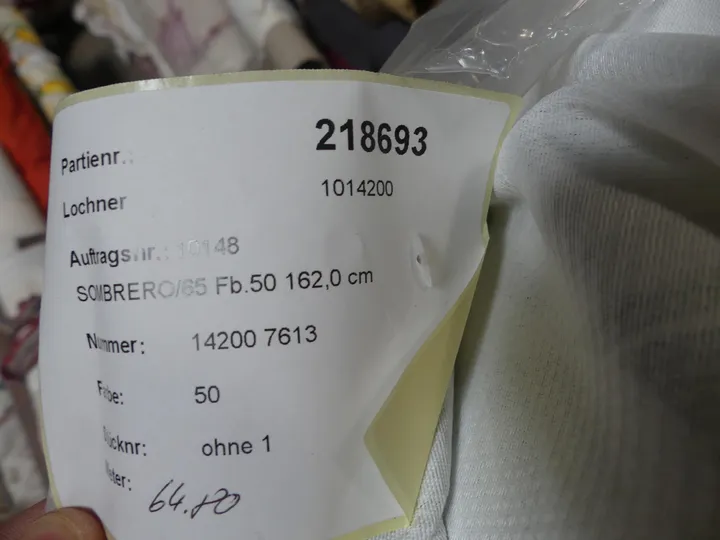 Partienr.: 218693
Lochner 1014200
Auftragsnr.: 10148
SOMBRERO/65 Fb.50 162,0 cm
Nummer: 14200 7613
Farbe: 50
Stücknr: ohne 1
Meter: 64.80